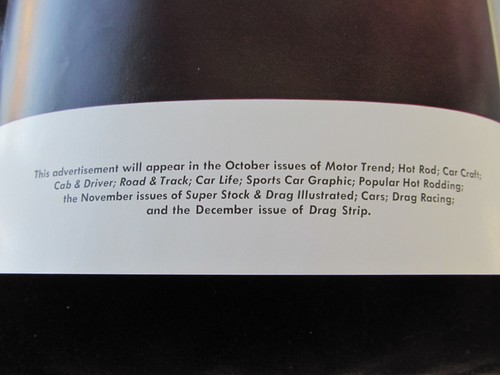 This advertisement will appear in the October issues of Motor Trend; Hot Rod; Car Craft;
Cab & Driver; Road & Track; Car Life; Sports Car Graphic; Popular Hot Rodding;
the November issues of Super Stock & Drag Illustrated; Cars; Drag Racing;
and the December issue of Drag Strip.